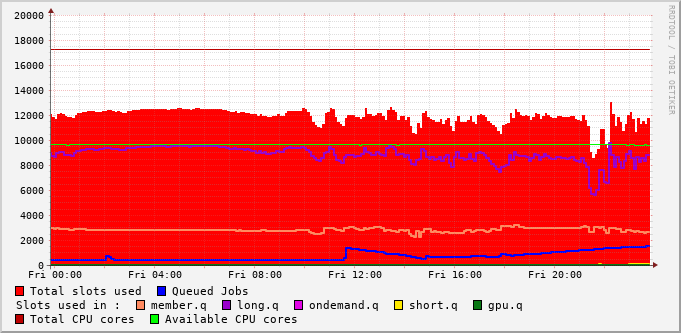 20000
18000
16000
14000
12000
10000
8000
6000
4000
2000
0
Fri 00:00 Fri 04:00 Fri 08:00 Fri 12:00 Fri 16:00 Fri 20:00
Total slots used Queued Jobs
Slots used in : member.q long.q ondemand.q short.q gpu.q
Total CPU cores Available CPU cores
RRDTOOL / TOBI OETIKER